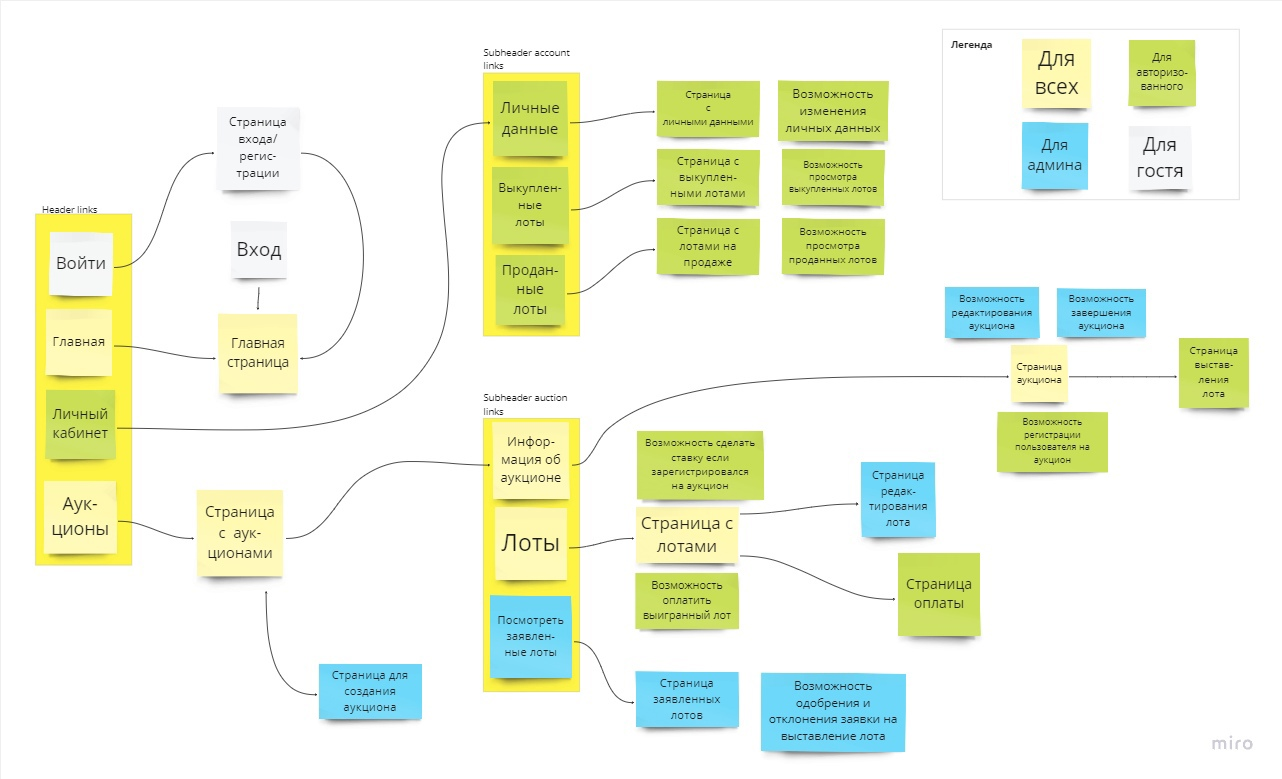 Легенда
Для
всех
Для
авторизо-
ванного
Для
админа
Для
гостя
Header links
Войти
Главная
Личный
кабинет
Аук-
ционы
Страница
входа/
регис-
трации
Вход
Главная
страница
Страница
с аук-
ционами
Страница для
создания
аукциона
Subheader account
links
Личные
данные
Выкуплен-
ные
лоты
Продан-
ные
лоты
Страница
с
личными данными
Возможность
изменения
личных данных
Страница с
выкуплен-
ными лотами
Возможность
просмотра
выкупленных лотов
Страница с
лотами на
продаже
Возможность
просмотра
проданных лотов
Subheader auction
links
Инфор-
мация об
аукционе
Лоты
Посмотреть
заявлен-
ные лоты
Возможность сделать
ставку если
зарегистрировался
на аукцион
Страница с
лотами
Возможность
оплатить
выигранный лот
Страница
редак-
тирования
лота
Страница
оплаты
Страница
заявленных
лотов
Возможность
одобрения и
отклонения заявки на
выставление лота
Возможность
редактирования
аукциона
Возможность
завершения
аукциона
Страница
аукциона
Возможность
регистрации
пользователя на
аукцион
Страница
выстав-
ления
лота
miro